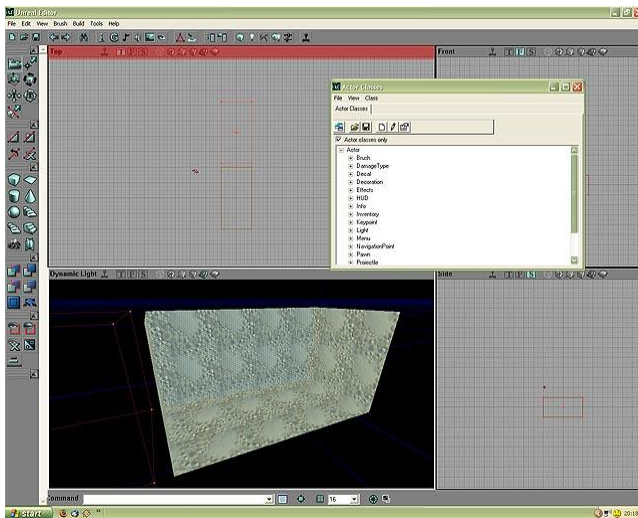 Unreal Editor
File Edit View Brush Build Tools Help
Top
Front
Actor Classes
File View Class
Actor Classes
Actor classes only
Actor
Brush
DamageType
Decal
Decoration
Effects
HUD
Info
Inventory
Keypoint
Light
Menu
NavigationPoint
Pawn
Projectile
Dynamic Light
Side
Command
16
start
20:18